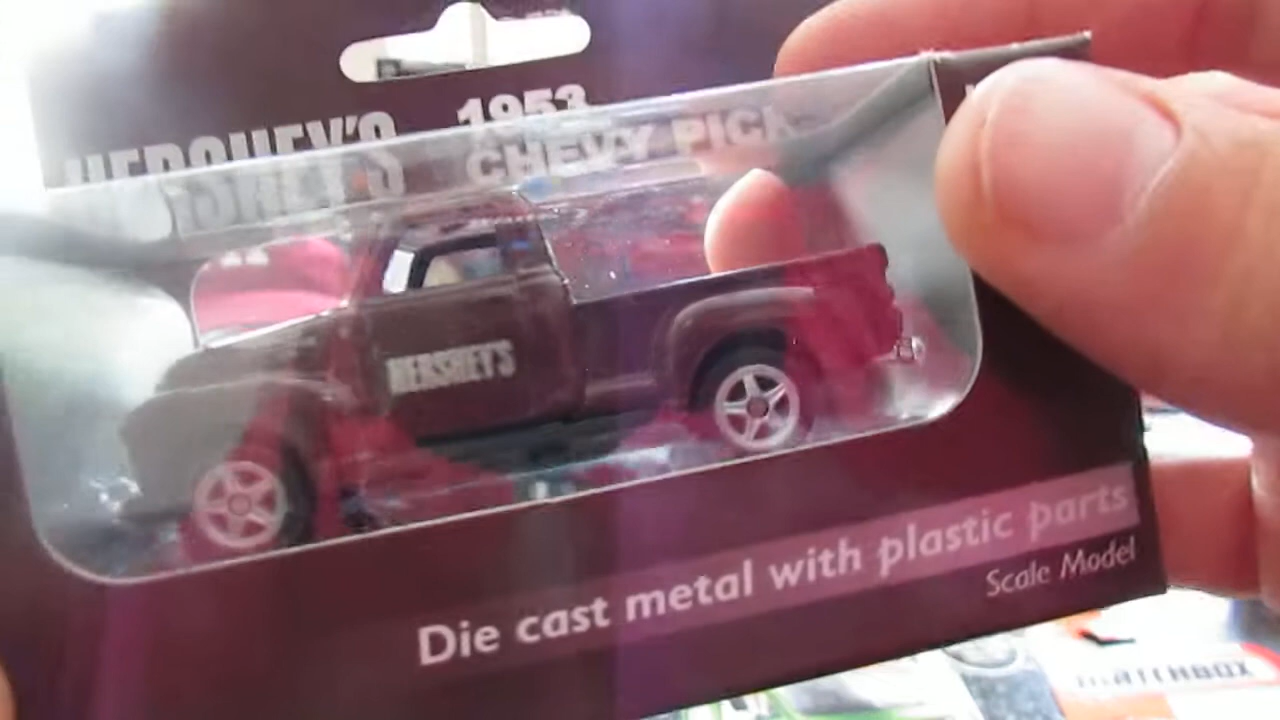 HERSHEY'S
1953
CHEVY PICK
HERSHEY'S
Die cast metal with plastic parts
Scale Model
MATCHBOX